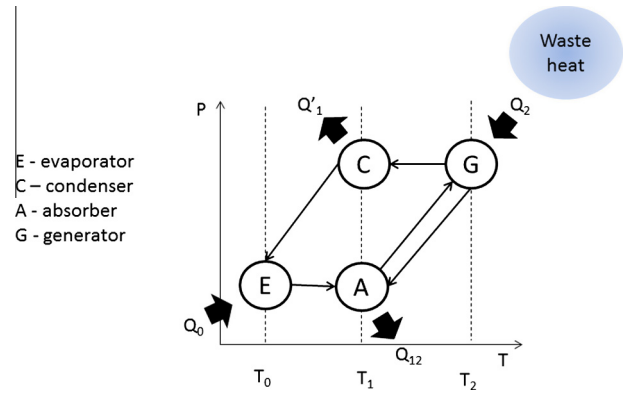 Waste
heat
Q'₁
Q₂
P
E - evaporator
C – condenser
A - absorber
G - generator
C
G
E
A
Q₀
Q₁₂
T
T₀
T₁
T₂